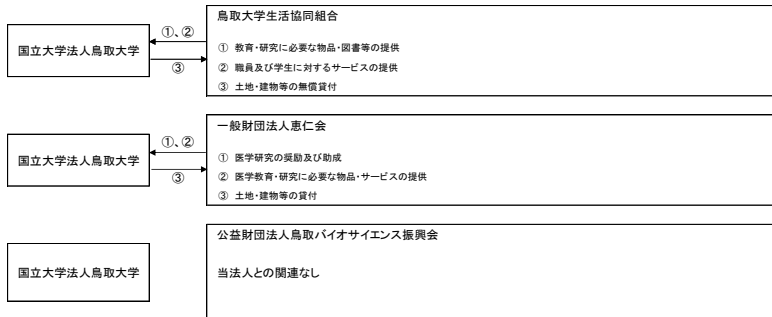 鳥取大学生活協同組合
①、②
国立大学法人鳥取大学
③
① 教育・研究に必要な物品・図書等の提供
② 職員及び学生に対するサービスの提供
③ 土地・建物等の無償貸付
一般財団法人恵仁会
①、②
国立大学法人鳥取大学
③
① 医学研究の奨励及び助成
② 医学教育・研究に必要な物品・サービスの提供
③ 土地・建物等の貸付
公益財団法人鳥取バイオサイエンス振興会
国立大学法人鳥取大学
当法人との関連なし